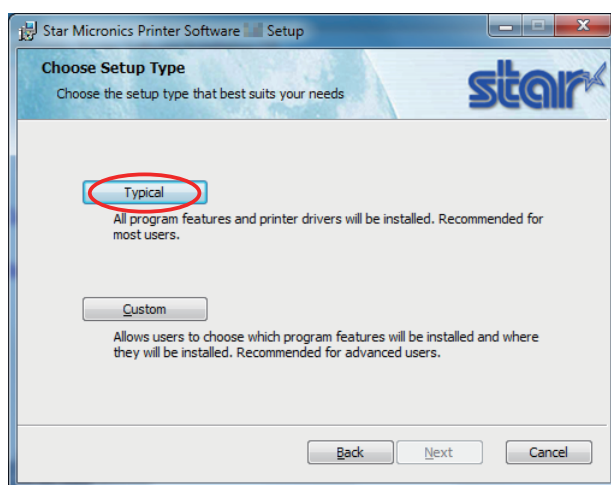 Star Micronics Printer Software Setup
Choose Setup Type
Choose the setup type that best suits your needs
star
Typical
All program features and printer drivers will be installed. Recommended for
most users.
Custom
Allows users to choose which program features will be installed and where
they will be installed. Recommended for advanced users.
Back
Next
Cancel